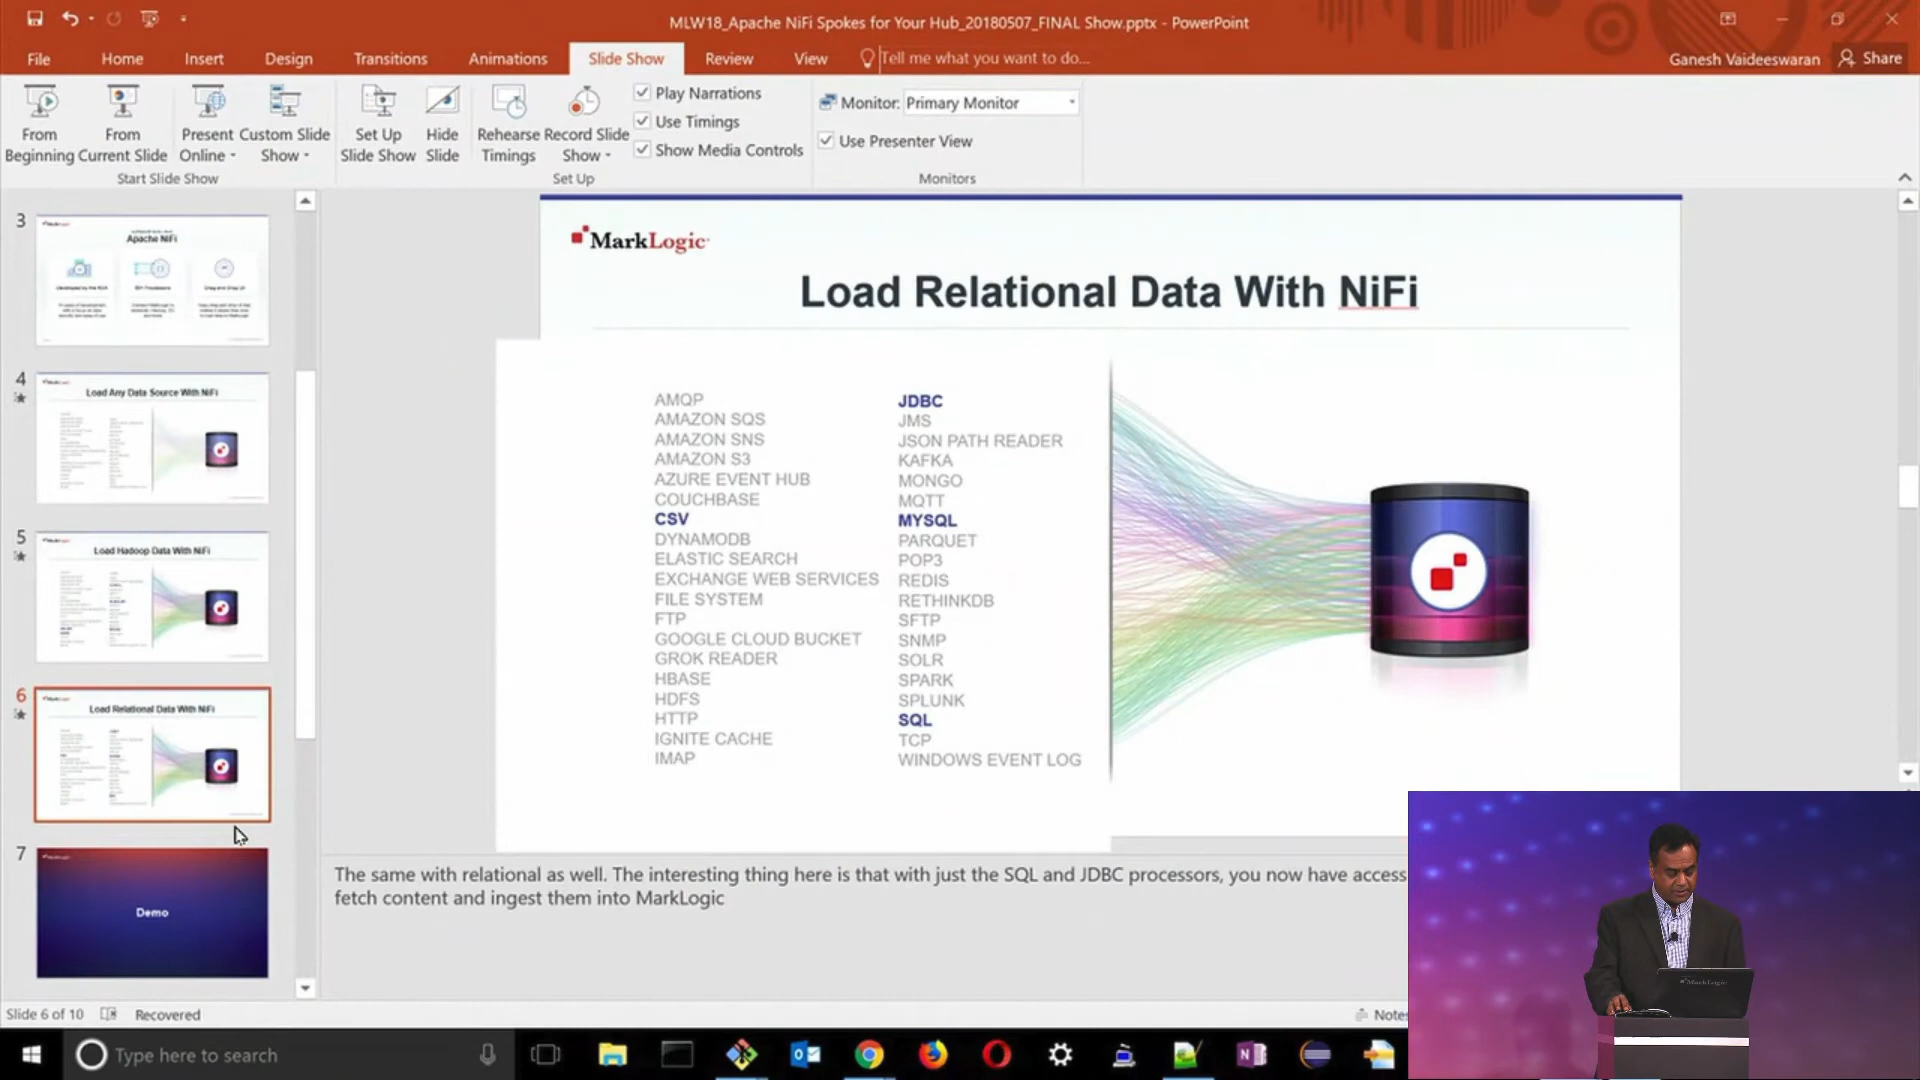 MLW18_Apache NiFi Spokes for Your Hub_20180507_FINAL Show.pptx - PowerPoint
File
Home
Insert
Design
Transitions
Animations
Slide Show
Review
View
Tell me what you want to do...
Ganesh Vaideeswaran
Share
From Beginning
From Current Slide
Present Online
Custom Slide Show
Start Slide Show
Set Up Slide Show
Hide Slide
Rehearse Timings
Record Slide Show
Play Narrations
Use Timings
Show Media Controls
Set Up
Monitor: Primary Monitor
Use Presenter View
Monitors
3
Apache NiFi
4
Load Any Data Source With NiFi
5
Load Hadoop Data With NiFi
6
Load Relational Data With NiFi
7
Demo
MarkLogic
Load Relational Data With NiFi
AMQP
AMAZON SQS
AMAZON SNS
AMAZON S3
AZURE EVENT HUB
COUCHBASE
CSV
DYNAMODB
ELASTIC SEARCH
EXCHANGE WEB SERVICES
FILE SYSTEM
FTP
GOOGLE CLOUD BUCKET
GROK READER
HBASE
HDFS
HTTP
IGNITE CACHE
IMAP
JDBC
JMS
JSON PATH READER
KAFKA
MONGO
MQTT
MYSQL
PARQUET
POP3
REDIS
RETHINKDB
SFTP
SNMP
SOLR
SPARK
SPLUNK
SQL
TCP
WINDOWS EVENT LOG
The same with relational as well. The interesting thing here is that with just the SQL and JDBC processors, you now have access
fetch content and ingest them into MarkLogic
MarkLogic
Slide 6 of 10
Recovered
Notes
Type here to search